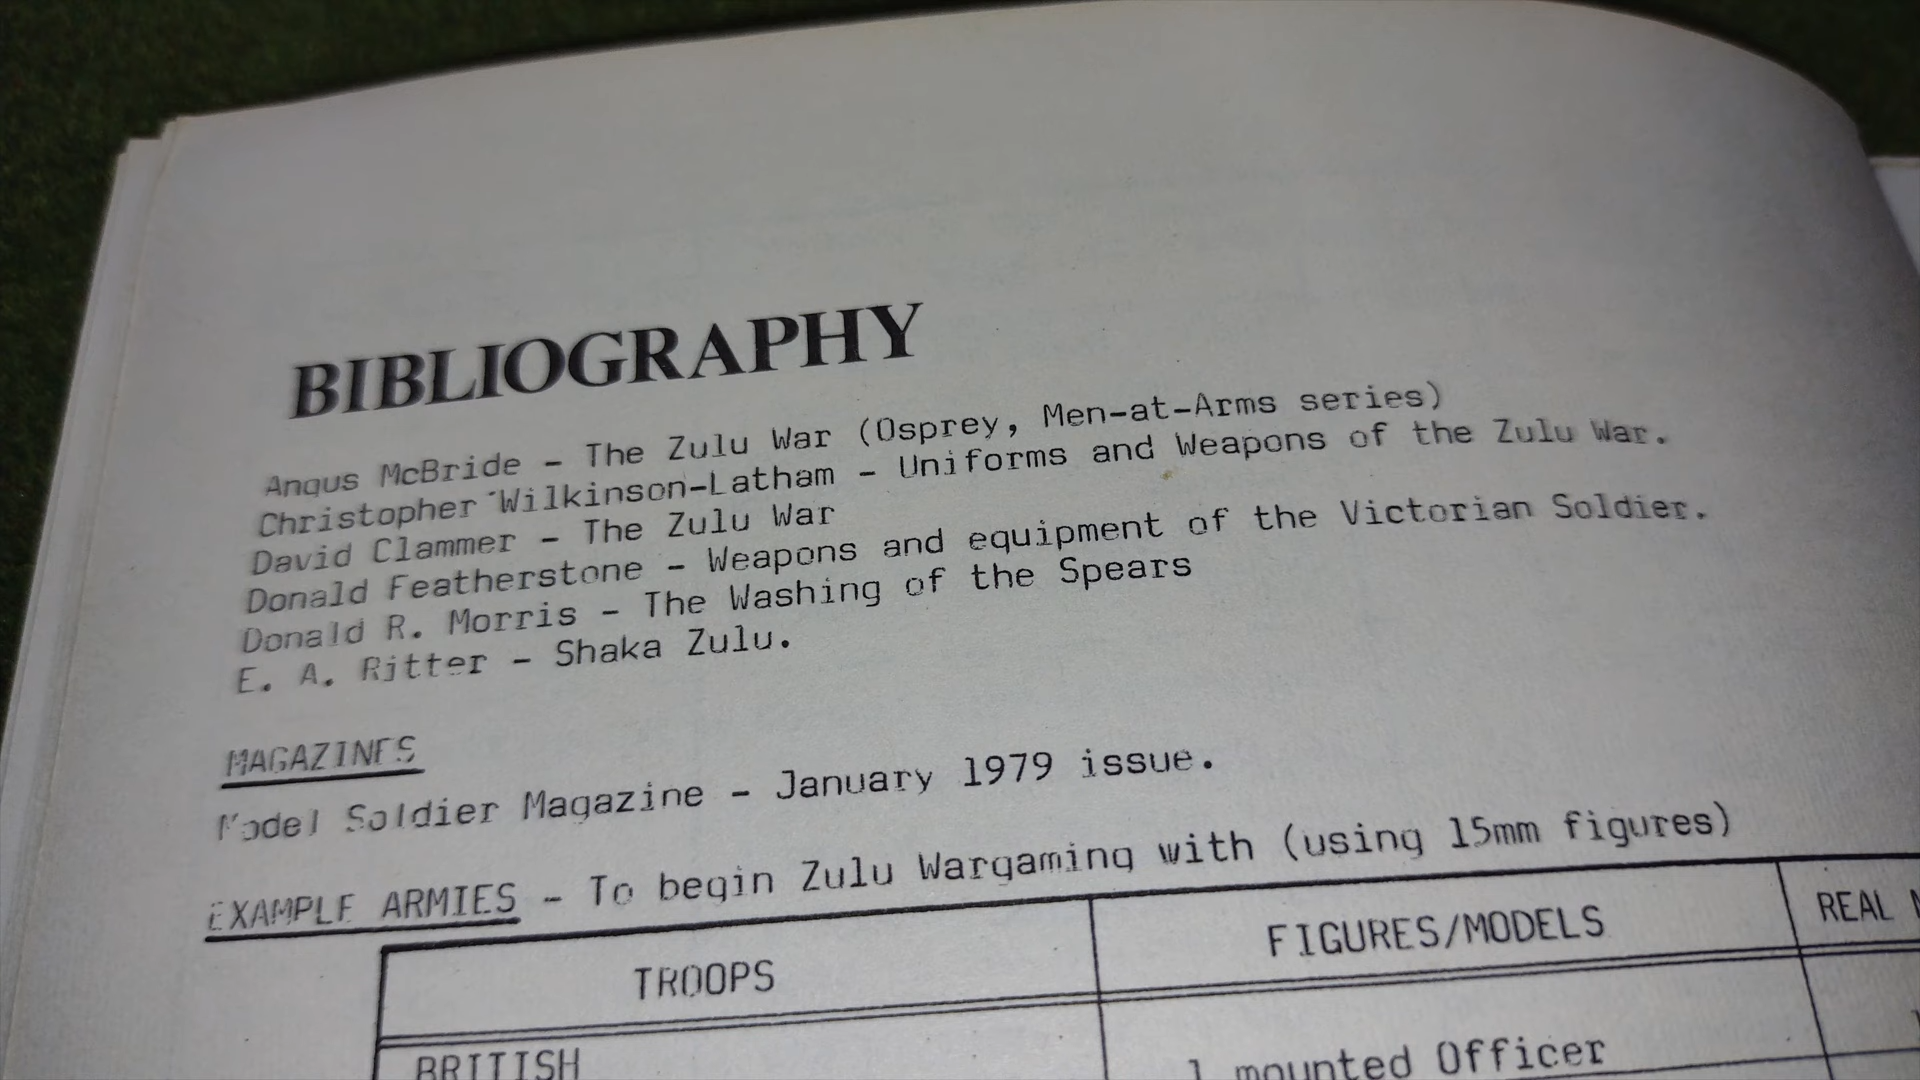 BIBLIOGRAPHY
Angus McBride - The Zulu War (Osprey, Men-at-Arms series)
Christopher Wilkinson-Latham - Uniforms and Weapons of the Zulu War.
David Clammer - The Zulu War
Donald Featherstone - Weapons and equipment of the Victorian Soldier.
Donald R. Morris - The Washing of the Spears
E. A. Ritter - Shaka Zulu.
MAGAZINES
Model Soldier Magazine - January 1979 issue.
EXAMPLE ARMIES - To begin Zulu Wargaming with (using 15mm figures)
TROOPS
FIGURES/MODELS
REAL
BRITISH
1 mounted Officer